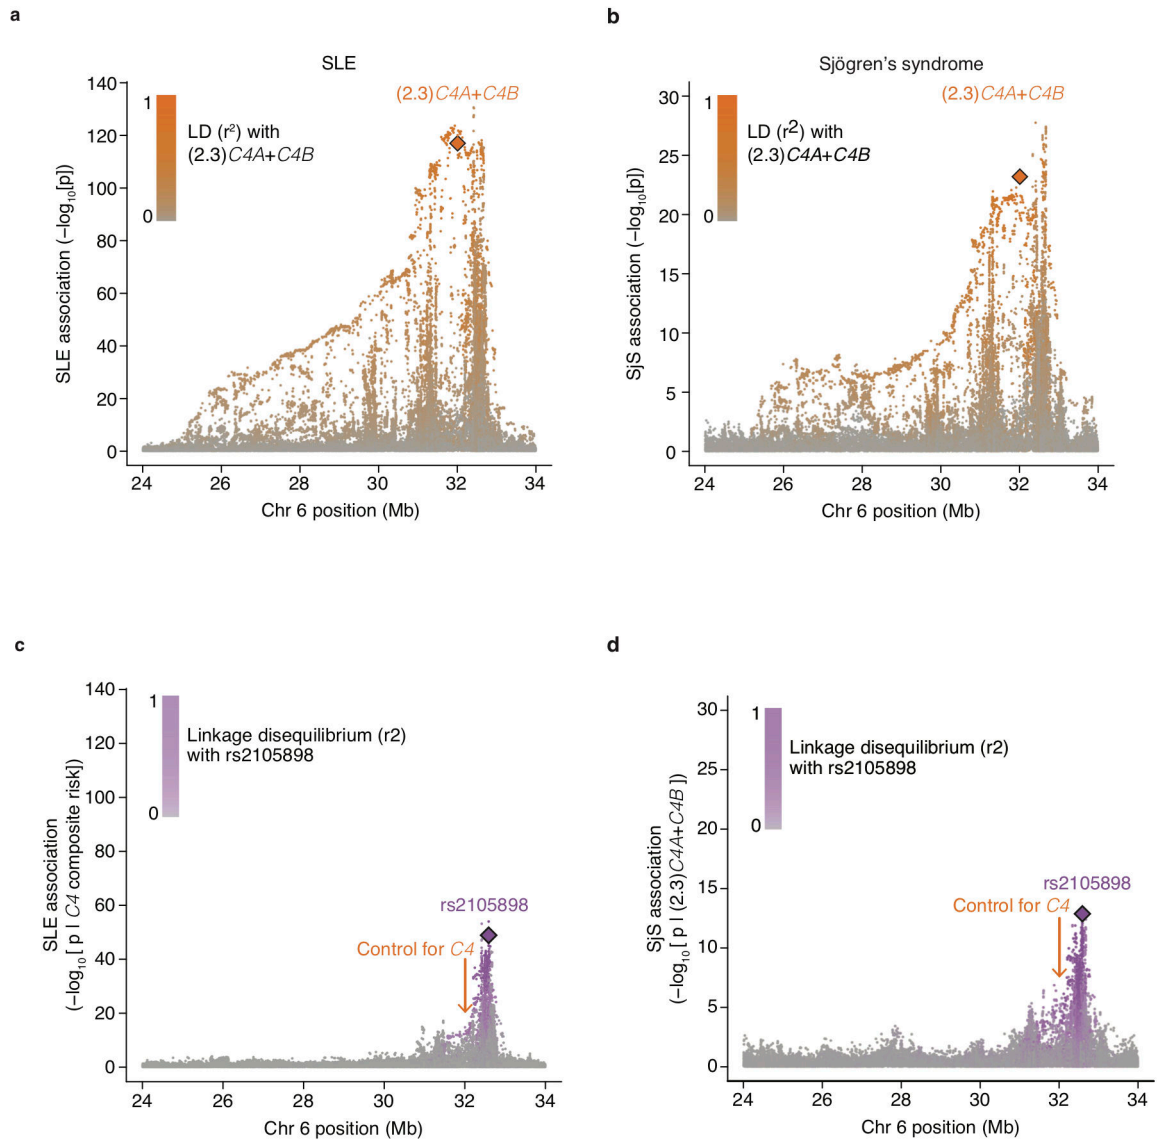 a
SLE
(2.3)C4A+C4B
1
LD (r²) with
(2.3)C4A+C4B
0
SLE association (−log₁₀[p])
140
120
100
80
60
40
20
0
24 26 28 30 32 34
Chr 6 position (Mb)
b
Sjögren’s syndrome
(2.3)C4A+C4B
1
LD (r2) with
(2.3)C4A+C4B
0
SjS association (−log₁₀[p])
30
25
20
15
10
5
0
24 26 28 30 32 34
Chr 6 position (Mb)
c
1
Linkage disequilibrium (r2)
with rs2105898
0
SLE association
(−log₁₀[ p | C4 composite risk])
140
120
100
80
60
40
20
0
rs2105898
Control for C4
24 26 28 30 32 34
Chr 6 position (Mb)
d
1
Linkage disequilibrium (r2)
with rs2105898
0
SjS association
(−log₁₀[ p | (2.3)C4A+C4B ])
30
25
20
15
10
5
0
rs2105898
Control for C4
24 26 28 30 32 34
Chr 6 position (Mb)